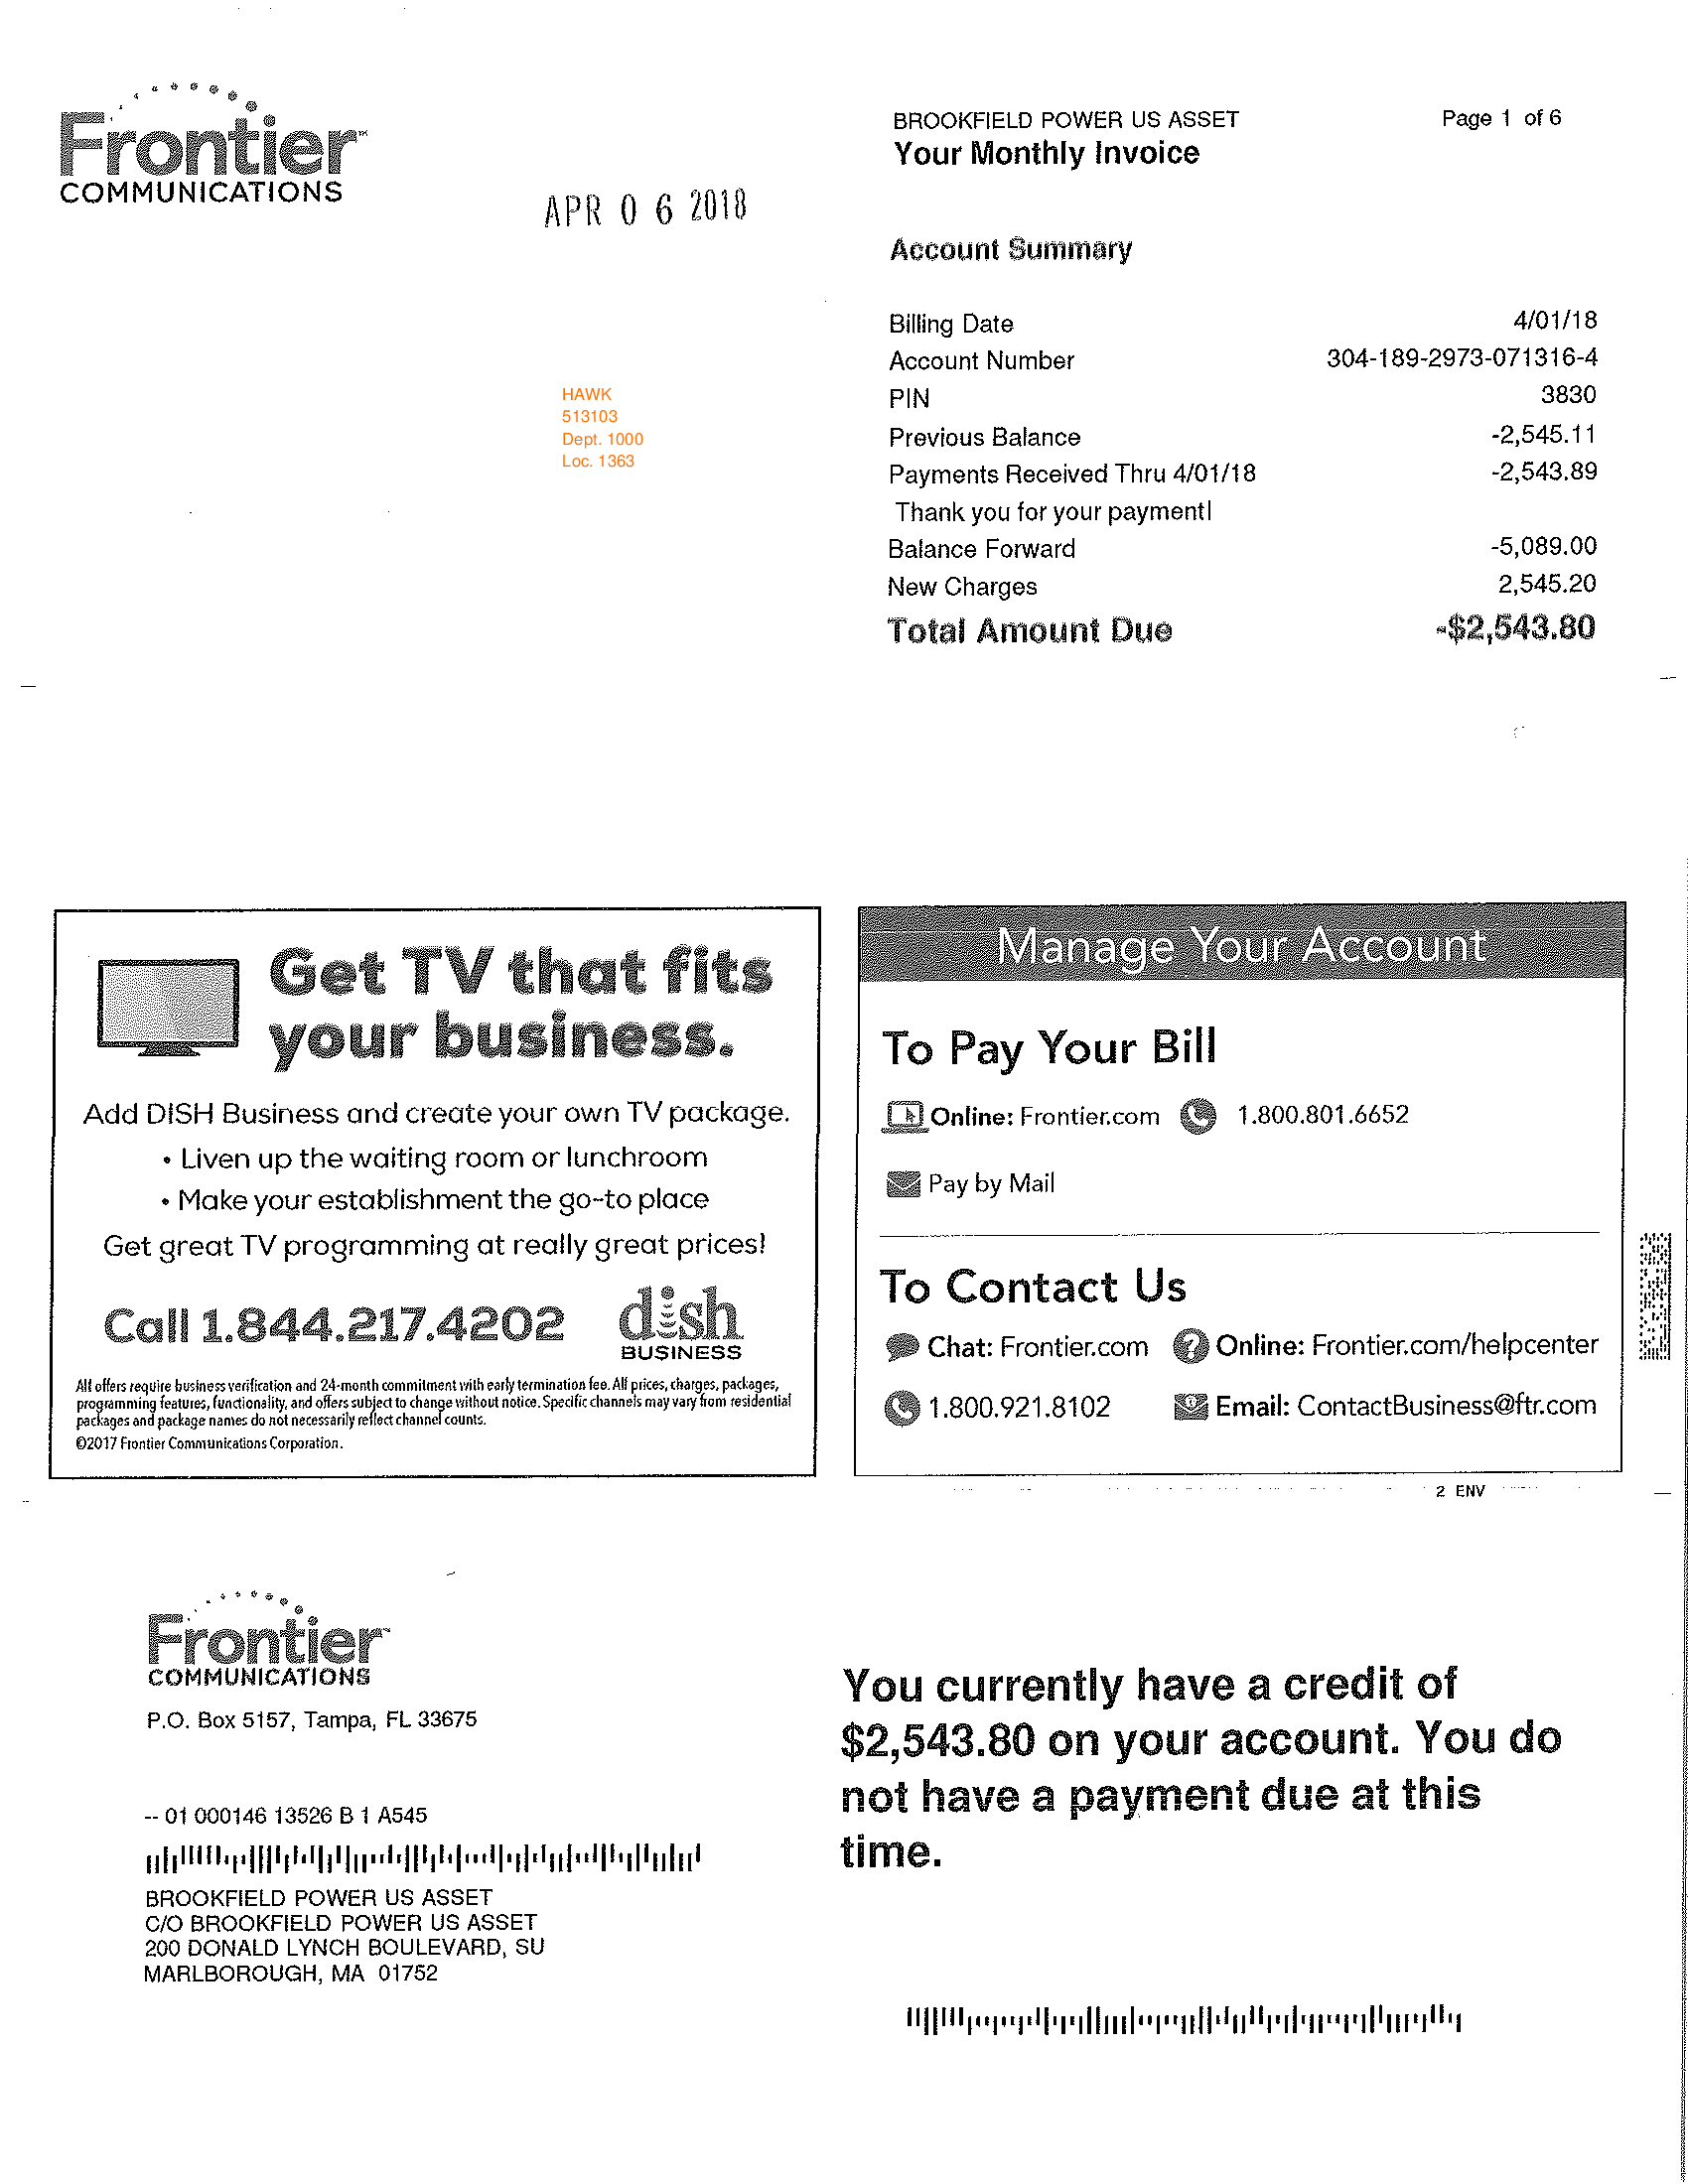 Frontier™
COMMUNICATIONS
APR 0 6 2018
BROOKFIELD POWER US ASSET
Page 1 of 6
Your Monthly Invoice
Account Summary
Billing Date 4/01/18
Account Number 304-189-2973-071316-4
PIN 3830
Previous Balance -2,545.11
Payments Received Thru 4/01/18 -2,543.89
Thank you for your payment!
Balance Forward -5,089.00
New Charges 2,545.20
Total Amount Due -$2,543.80
HAWK
513103
Dept. 1000
Loc. 1363
Get TV that fits
your business.
Add DISH Business and create your own TV package.
• Liven up the waiting room or lunchroom
• Make your establishment the go-to place
Get great TV programming at really great prices!
Call 1.844.217.4202
dish
BUSINESS
All offers require business verification and 24-month commitment with early termination fee. All prices, charges, packages,
programming features, functionality, and offers subject to change without notice. Specific channels may vary from residential
packages and package names do not necessarily reflect channel counts.
©2017 Frontier Communications Corporation.
Manage Your Account
To Pay Your Bill
Online: Frontier.com 1.800.801.6652
Pay by Mail
To Contact Us
Chat: Frontier.com ? Online: Frontier.com/helpcenter
1.800.921.8102 Email: ContactBusiness@ftr.com
2 ENV
Frontier™
COMMUNICATIONS
P.O. Box 5157, Tampa, FL 33675
-- 01 000146 13526 B 1 A545
BROOKFIELD POWER US ASSET
C/O BROOKFIELD POWER US ASSET
200 DONALD LYNCH BOULEVARD, SU
MARLBOROUGH, MA 01752
You currently have a credit of
$2,543.80 on your account. You do
not have a payment due at this
time.